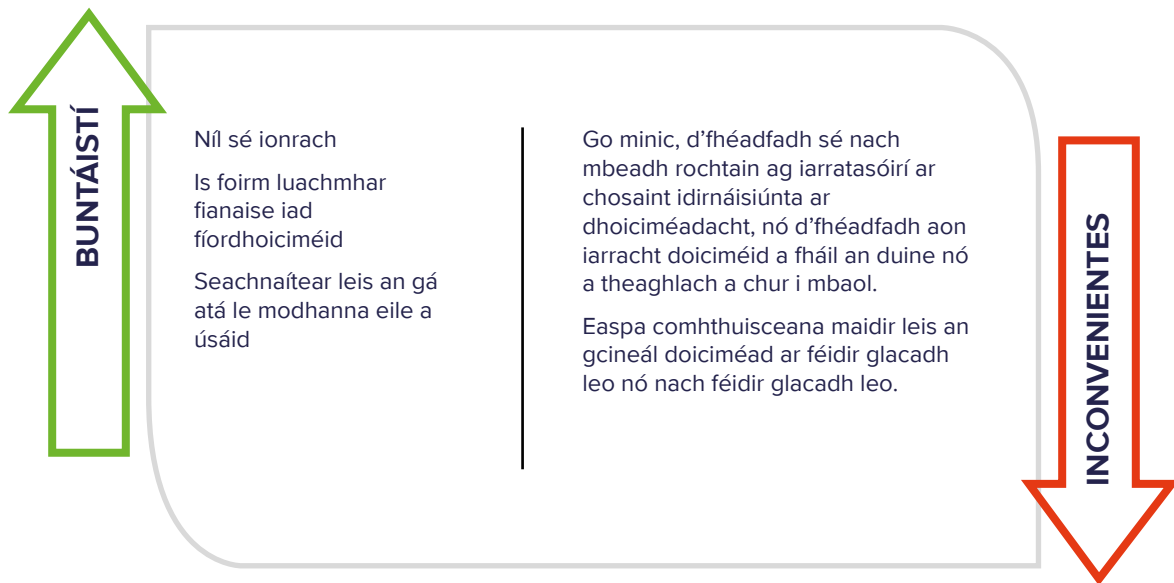 BUNTÁISTÍ
Níl sé ionrach
Is foirm luachmhar
fianaise iad
fíordhoiciméid
Seachnaítear leis an gá
atá le modhanna eile a
úsáid
Go minic, d'fhéadfadh sé nach
mbeadh rochtain ag iarratasóirí ar
chosaint idirnáisiúnta ar
dhoiciméadacht, nó d'fhéadfadh aon
iarracht doiciméid a fháil an duine nó
a theaghlach a chur i mbaol.
Easpa comhthuisceana maidir leis an
gcineál doiciméad ar féidir glacadh
leo nó nach féidir glacadh leo.
INCONVENIENTES